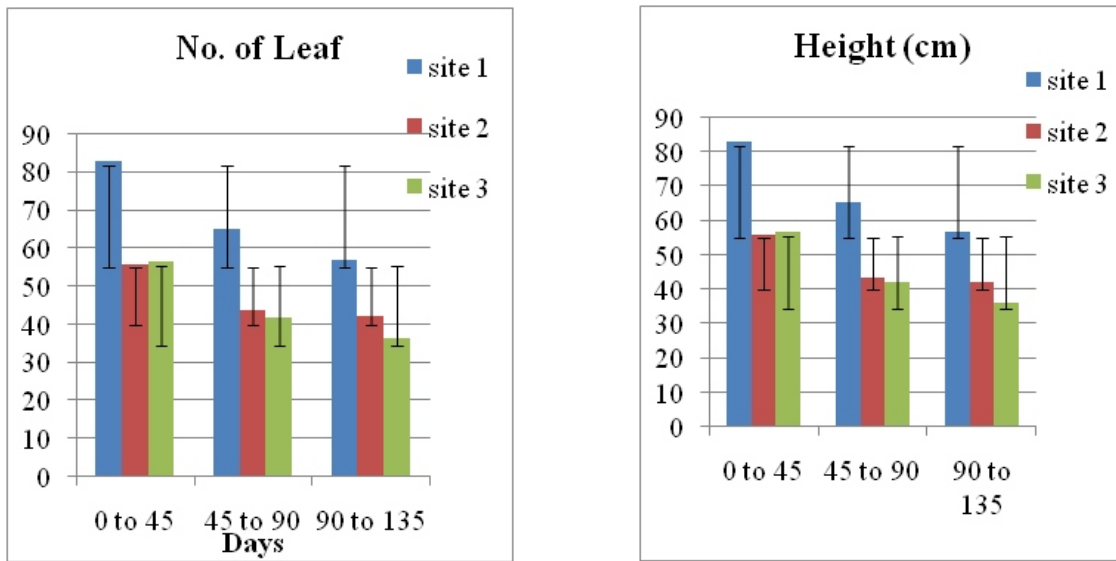 No. of Leaf
site 1
site 2
site 3
90
80
70
60
50
40
30
20
10
0
0 to 45 45 to 90 90 to 135
Days
Height (cm)
site 1
site 2
site 3
90
80
70
60
50
40
30
20
10
0
0 to 45 45 to 90 90 to
135